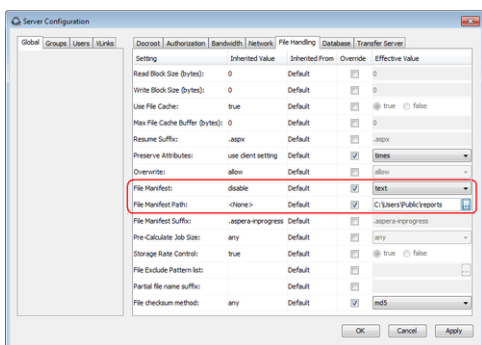 Server Configuration
Global Groups Users VLinks
Docroot Authorization Bandwidth Network File Handling Database Transfer Server
Setting Inherited Value Inherited From Override Effective Value
Read Block Size (bytes): 0 Default 0
Write Block Size (bytes): 0 Default 0
Use File Cache: true Default true false
Max File Cache Buffer (bytes): 0 Default 0
Resume Suffix: .aspx Default .aspx
Preserve Attributes: use client setting Default times
Overwrite: allow Default allow
File Manifest: disable Default text
File Manifest Path: <None> Default C:\Users\Public\reports
File Manifest Suffix: .aspera-inprogress Default .aspera-inprogress
Pre-Calculate Job Size: any Default any
Storage Rate Control: true Default true false
File Exclude Pattern list: Default ...
Partial file name suffix: Default
File checksum method: any Default md5
OK Cancel Apply